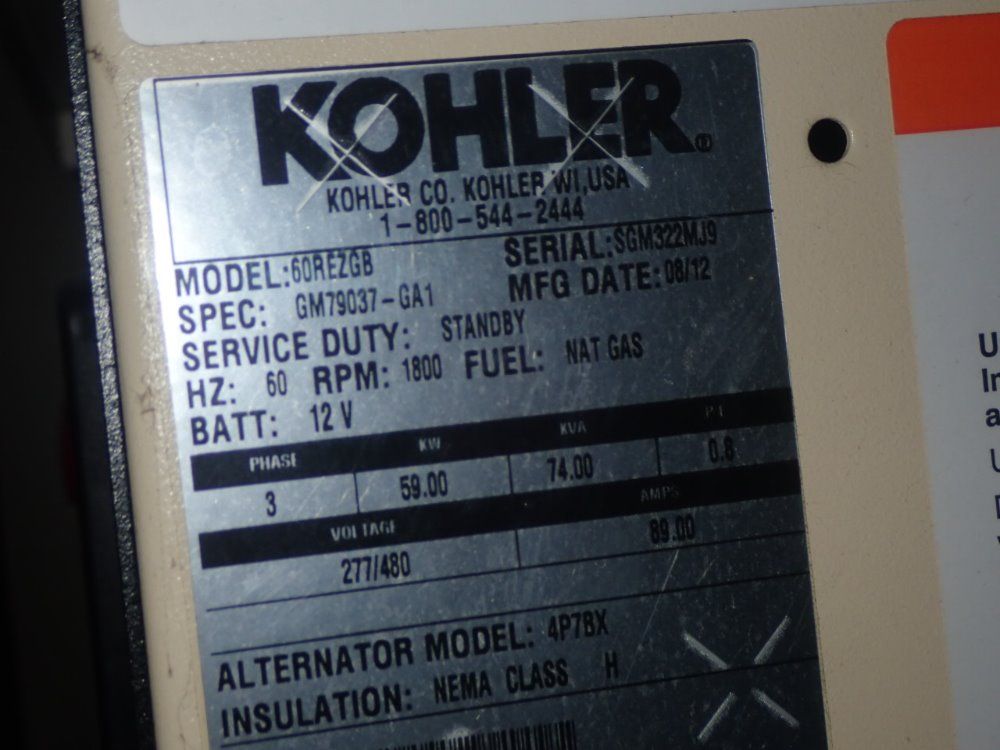 KOHLER®
KOHLER CO. KOHLER WI,USA
1-800-544-2444
MODEL: 60REZGB SERIAL: SGM322MJ9
SPEC: GM79037-GA1 MFG DATE: 08/12
SERVICE DUTY: STANDBY
HZ: 60 RPM: 1800 FUEL: NAT GAS
BATT: 12 V
PHASE KW KVA P.F
3 59.00 74.00 0.8
VOLTAGE AMPS
277/480 89.00
ALTERNATOR MODEL: 4P7BX
INSULATION: NEMA CLASS H